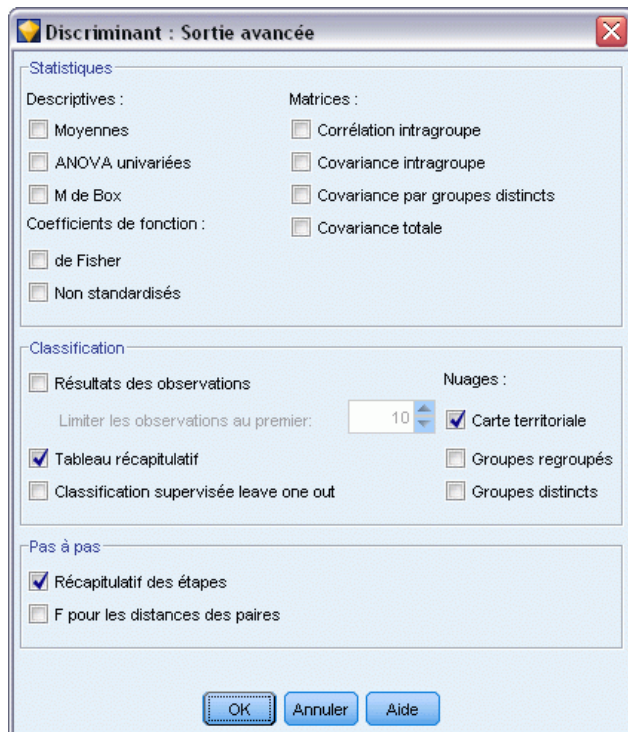 Discriminant : Sortie avancée
Statistiques
Descriptives :
Moyennes
ANOVA univariées
M de Box
Coefficients de fonction :
de Fisher
Non standardisés
Matrices :
Corrélation intragroupe
Covariance intragroupe
Covariance par groupes distincts
Covariance totale
Classification
Résultats des observations
Limiter les observations au premier:
10
Tableau récapitulatif
Classification supervisée leave one out
Nuages :
Carte territoriale
Groupes regroupés
Groupes distincts
Pas à pas
Récapitulatif des étapes
F pour les distances des paires
OK
Annuler
Aide